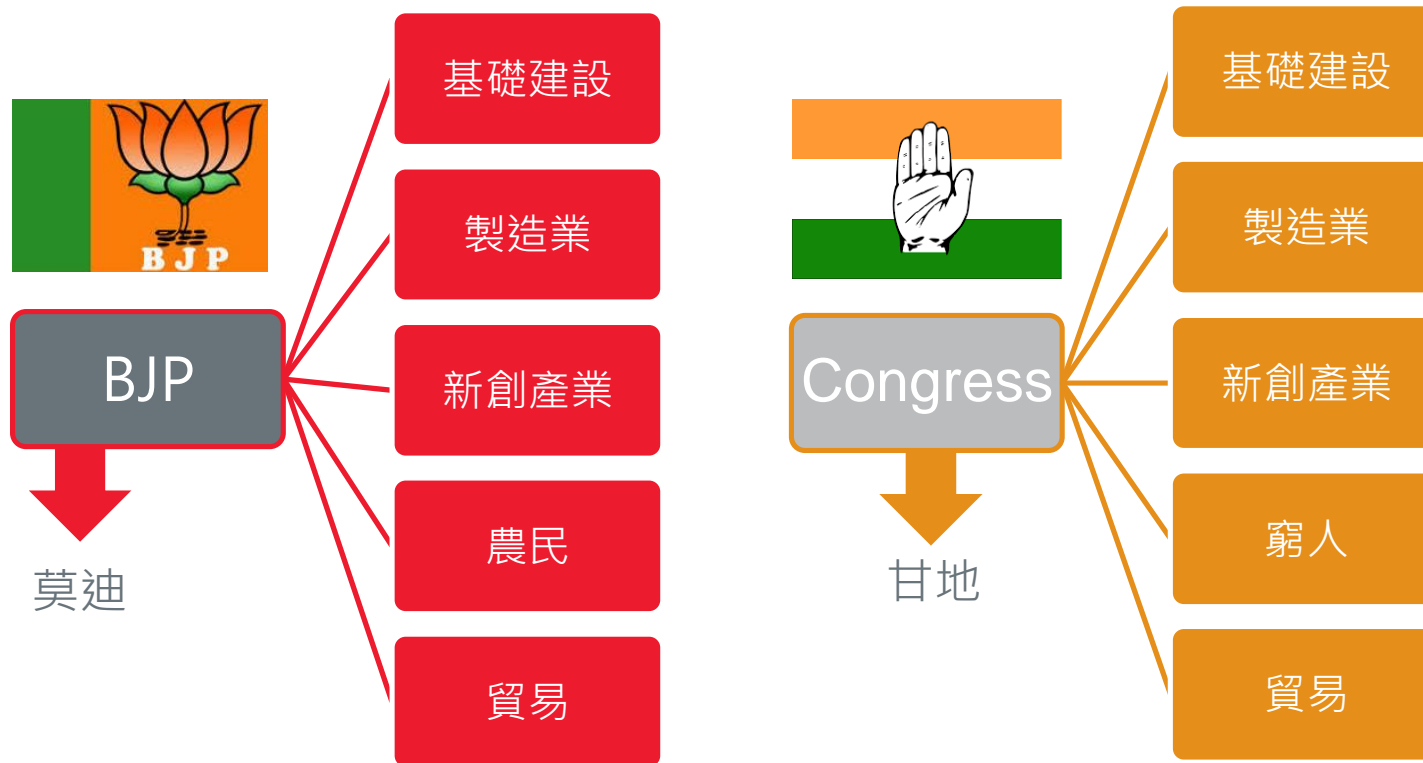 BJP
BJP
莫迪
基礎建設
製造業
新創產業
農民
貿易
Congress
甘地
基礎建設
製造業
新創產業
窮人
貿易